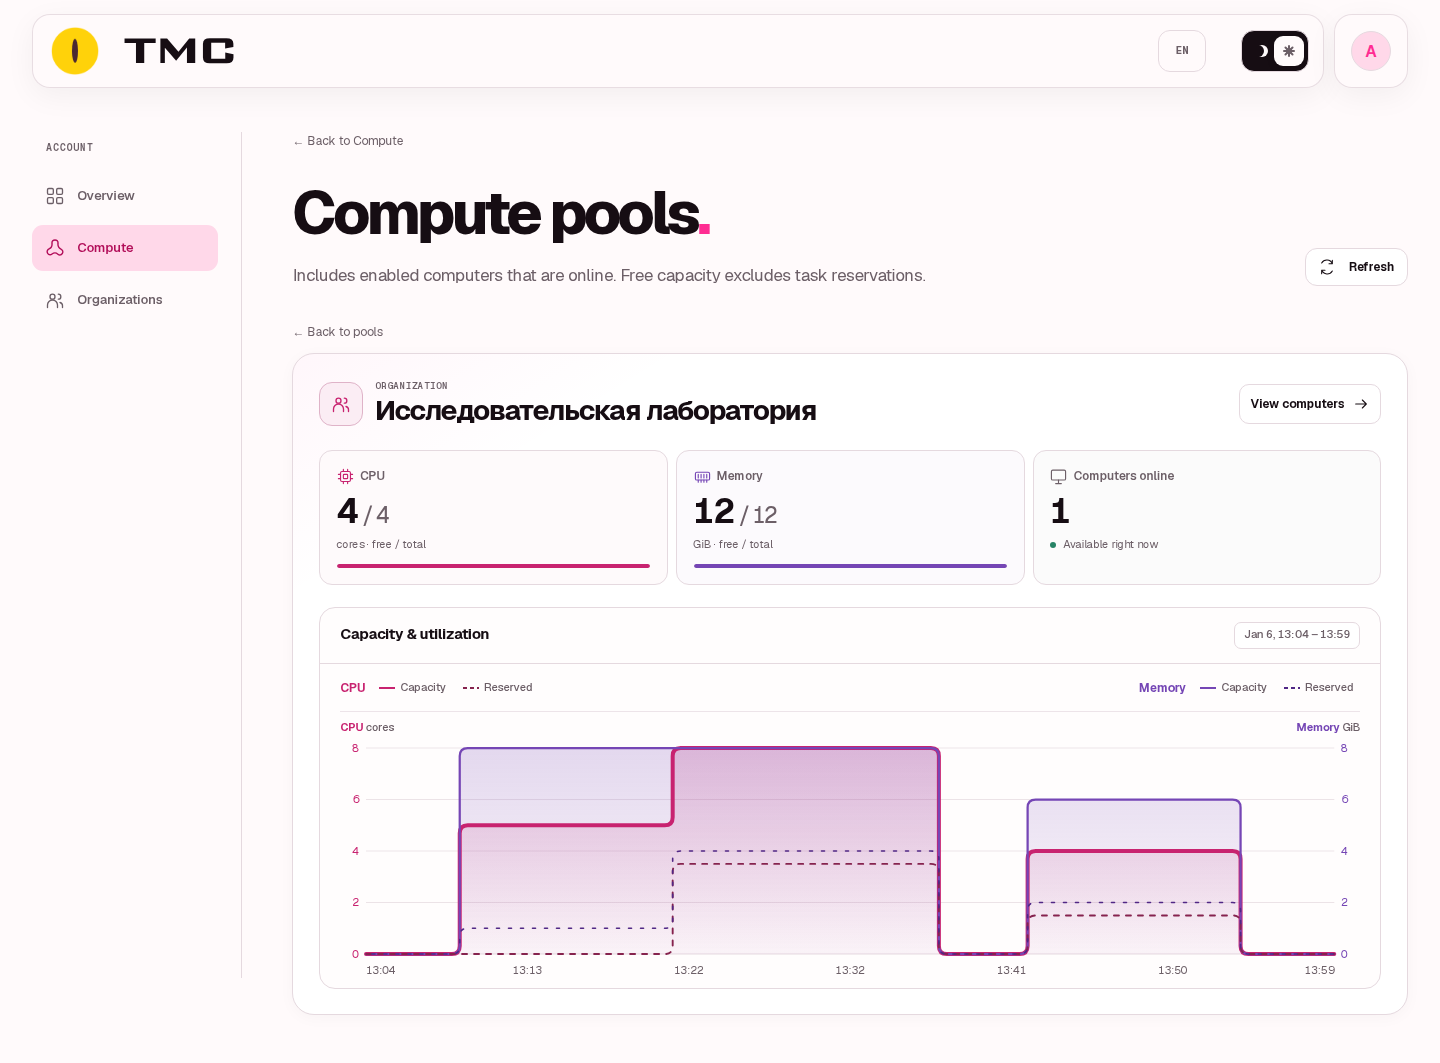 TMC
EN
A
ACCOUNT
Overview
Compute
Organizations
← Back to Compute
Compute pools.
Includes enabled computers that are online. Free capacity excludes task reservations.
Refresh
← Back to pools
ORGANIZATION
Исследовательская лаборатория
View computers →
CPU
4 / 4
cores · free / total
Memory
12 / 12
GiB · free / total
Computers online
1
Available right now
Capacity & utilization
Jan 6, 13:04 – 13:59
CPU Capacity Reserved
Memory Capacity Reserved
CPU cores
Memory GiB
8 8
6 6
4 4
2 2
0 0
13:04 13:13 13:22 13:32 13:41 13:50 13:59